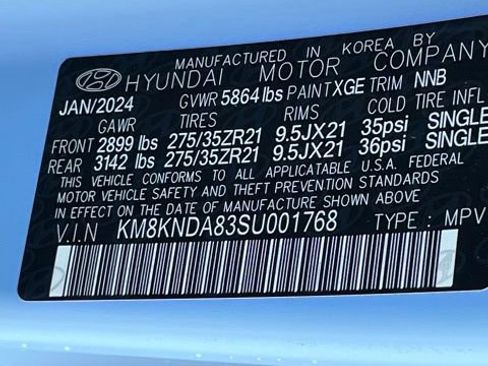 MANUFACTURED IN KOREA BY
HYUNDAI MOTOR COMPANY
JAN/2024 GVWR 5864 lbs PAINT XGE TRIM NNB
GAWR TIRES RIMS COLD TIRE INFL
FRONT 2899 lbs 275/35ZR21 9.5JX21 35psi SINGLE
REAR 3142 lbs 275/35ZR21 9.5JX21 36psi SINGLE
THIS VEHICLE CONFORMS TO ALL APPLICATABLE U.S.A. FEDERAL
MOTOR VEHICLE SAFETY AND THEFT PREVENTION STANDARDS
IN EFFECT ON THE DATE OF MANUFACTURE SHOWN ABOVE
V.I.N KM8KNDA83SU001768 TYPE : MPV